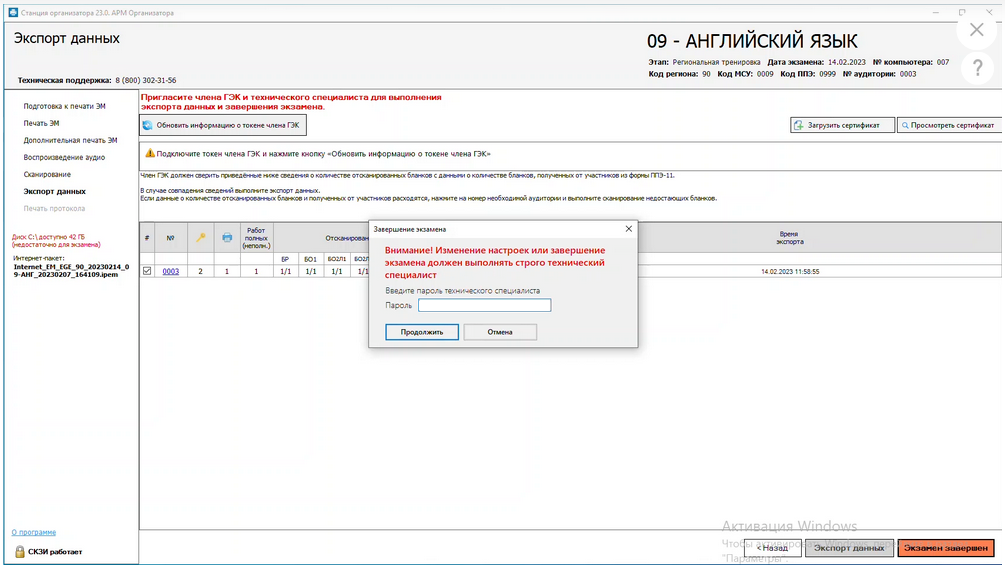 Станция организатора 23.0. АРМ Организатора
Экспорт данных
09 - АНГЛИЙСКИЙ ЯЗЫК
Этап: Региональная тренировка Дата экзамена: 14.02.2023 № компьютера: 007
Код региона: 90 Код МСУ: 0009 Код ППЭ: 0999 № аудитории: 0003
Техническая поддержка: 8 (800) 302-31-56
?
Подготовка к печати ЭМ
Печать ЭМ
Дополнительная печать ЭМ
Воспроизведение аудио
Сканирование
Экспорт данных
Печать протокола
Диск C:\ доступно 42 ГБ
(недостаточно для экзамена)
Интернет-пакет:
Internet_EM_EGE_90_20230214_0
9-АНГ_20230207_164109.ipem
О программе
СКЗИ работает
Пригласите члена ГЭК и технического специалиста для выполнения
экспорта данных и завершения экзамена.
Обновить информацию о токене члена ГЭК
Загрузить сертификат
Просмотреть сертификат
Подключите токен члена ГЭК и нажмите кнопку «Обновить информацию о токене члена ГЭК»
Член ГЭК должен сверить приведённые ниже сведения о количестве отсканированных бланков с данными о количестве бланков, полученных от участников из формы ППЭ-11.
В случае совпадения сведений выполните экспорт данных.
Если данные о количестве отсканированных бланков и полученных от участников расходятся, нажмите на номер необходимой аудитории и выполните сканирование недостающих бланков.
# № Работ полных (неполн.) Отсканирован Время экспорта
БР БО1 БО2Л1 БО2Л
0003 2 1 1 1/1 1/1 1/1 1/1 14.02.2023 11:58:55
Завершение экзамена
Внимание! Изменение настроек или завершение
экзамена должен выполнять строго технический
специалист
Введите пароль технического специалиста
Пароль
Продолжить
Отмена
Активация Windows
Чтобы активировать Windows, пере
"Параметры".
< Назад
Экспорт данных
Экзамен завершен